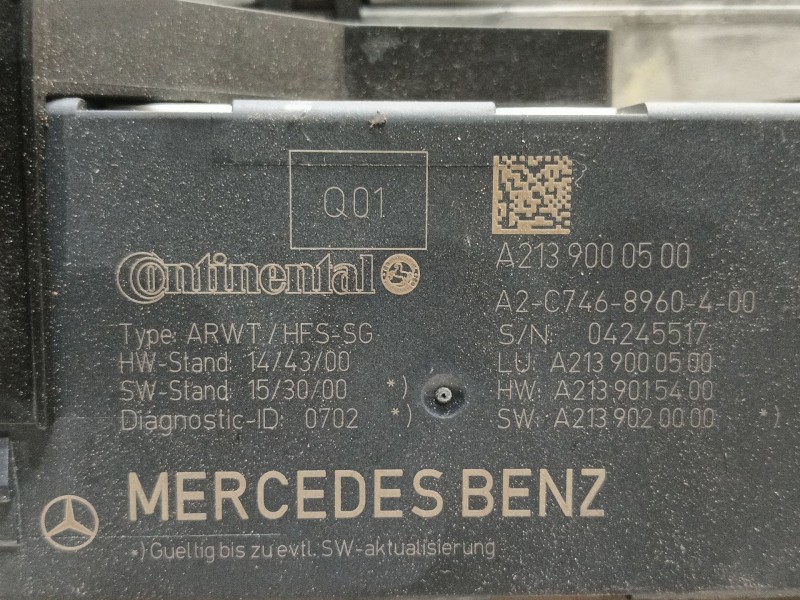 Q01
Continental
A213 900 05 00
A2-C746-8960-4-00
Type: ARWT/HFS-SG
S/N: 04245517
HW-Stand: 14/43/00
LU: A213 900 05 00
SW-Stand: 15/30/00 *)
HW: A213 901 54 00
Diagnostic-ID: 0702 *)
SW: A213 902 00 00 *)
MERCEDES BENZ
*) Gueltig bis zu evtl. SW-aktualisierung